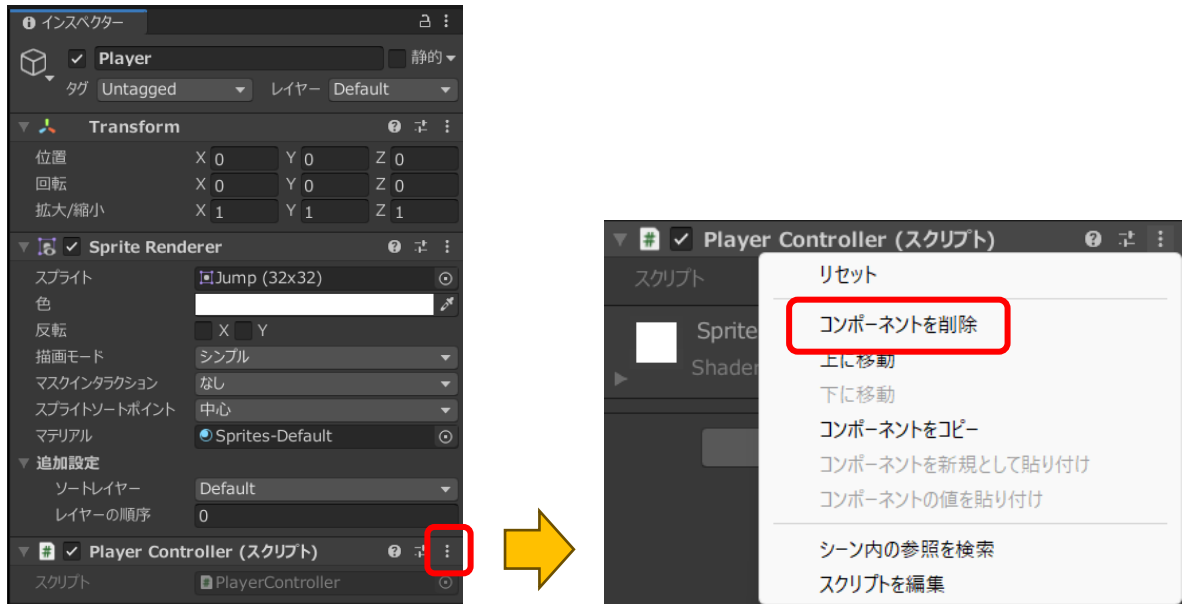 インスペクター
Player 静的
タグ Untagged レイヤー Default
Transform
位置 X 0 Y 0 Z 0
回転 X 0 Y 0 Z 0
拡大/縮小 X 1 Y 1 Z 1
Sprite Renderer
スプライト Jump (32x32)
色
反転 X Y
描画モード シンプル
マスクインタラクション なし
スプライトソートポイント 中心
マテリアル Sprites-Default
追加設定
ソートレイヤー Default
レイヤーの順序 0
# Player Controller (スクリプト)
スクリプト PlayerController
# Player Controller (スクリプト)
スクリプト
Sprite
Shader
リセット
コンポーネントを削除
上に移動
下に移動
コンポーネントをコピー
コンポーネントを新規として貼り付け
コンポーネントの値を貼り付け
シーン内の参照を検索
スクリプトを編集